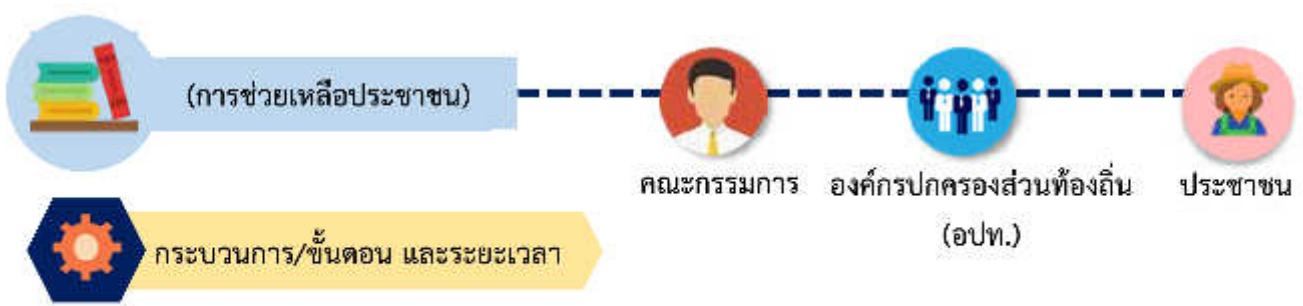 (การช่วยเหลือประชาชน)
คณะกรรมการ
องค์กรปกครองส่วนท้องถิ่น
(อปท.)
ประชาชน
กระบวนการ/ขั้นตอน และระยะเวลา